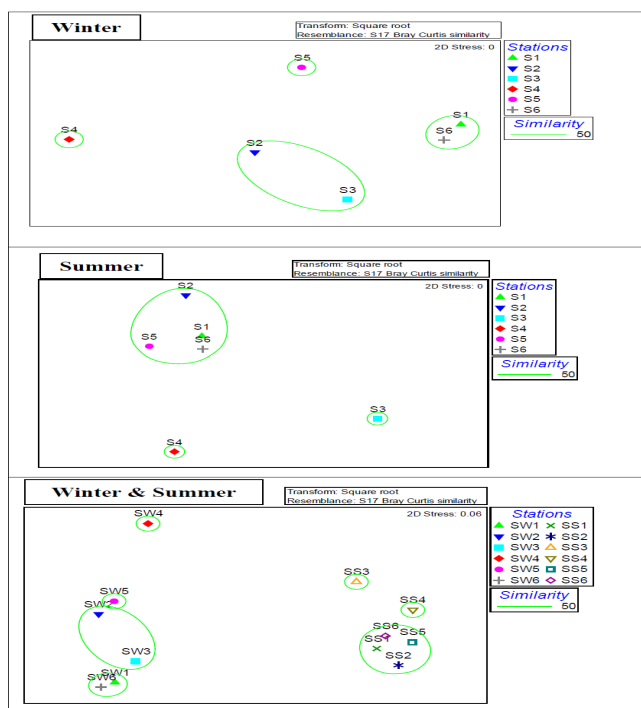 Winter
Transform: Square root
Resemblance: S17 Bray Curtis similarity
2D Stress: 0
S5
S4
S2
S1
S6
S3
Stations
S1
S2
S3
S4
S5
S6
Similarity
50
Summer
Transform: Square root
Resemblance: S17 Bray Curtis similarity
2D Stress: 0
S2
S1
S5
S6
S3
S4
Stations
S1
S2
S3
S4
S5
S6
Similarity
50
Winter & Summer
Transform: Square root
Resemblance: S17 Bray Curtis similarity
2D Stress: 0.06
SW4
SS3
SW5
SW2
SS4
SS6
SS1
SS5
SW3
SS2
SW1
SW6
Stations
SW1 SS1
SW2 SS2
SW3 SS3
SW4 SS4
SW5 SS5
SW6 SS6
Similarity
50